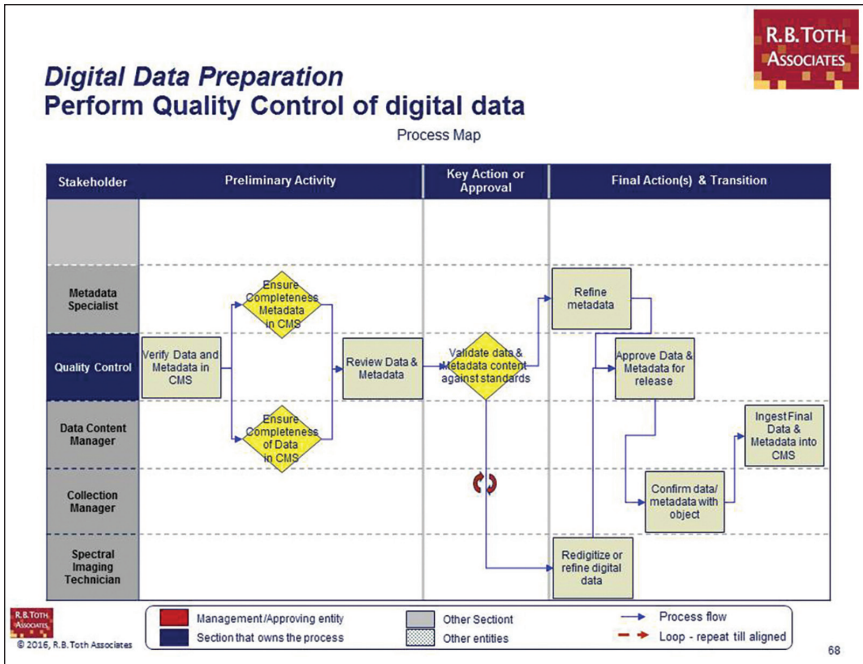 R.B. TOTH
ASSOCIATES
Digital Data Preparation
Perform Quality Control of digital data
Process Map
Stakeholder
Preliminary Activity
Key Action or
Approval
Final Action(s) & Transition
Metadata
Specialist
Ensure
Completeness
Metadata
in CMS
Refine
metadata
Quality Control
Verify Data and
Metadata in
CMS
Review Data &
Metadata
Validate data &
Metadata content
against standards
Approve Data &
Metadata for
release
Data Content
Manager
Ensure
Completeness
of Data
in CMS
Ingest Final
Data &
Metadata into
CMS
Collection
Manager
Confirm data/
metadata with
object
Spectral
Imaging
Technician
Redigitize or
refine digital
data
R.B. TOTH
ASSOCIATES
© 2016, R.B. Toth Associates
Management/Approving entity
Section that owns the process
Other Sectiont
Other entities
Process flow
Loop - repeat till aligned
68